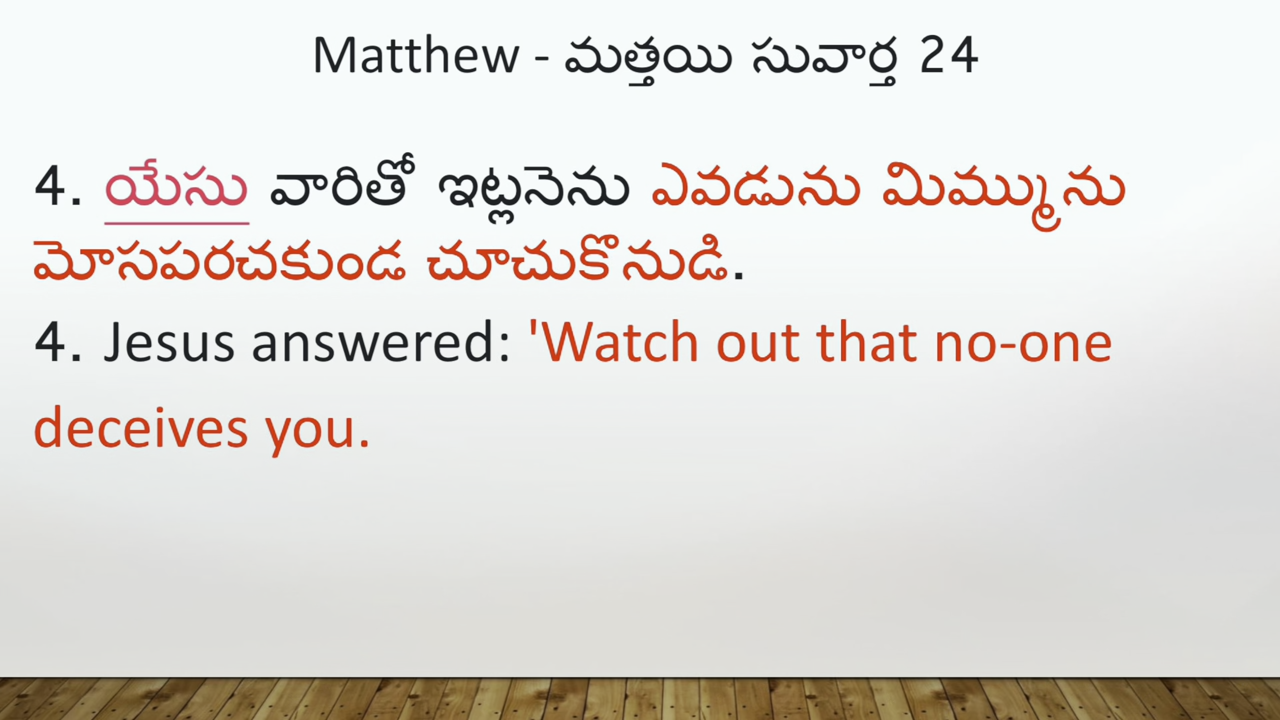 Matthew - మత్తయి సువార్త 24
4. యేసు వారితో ఇట్లనెను ఎవడును మిమ్మును
మోసపరచకుండ చూచుకొనుడి.
4. Jesus answered: 'Watch out that no-one
deceives you.